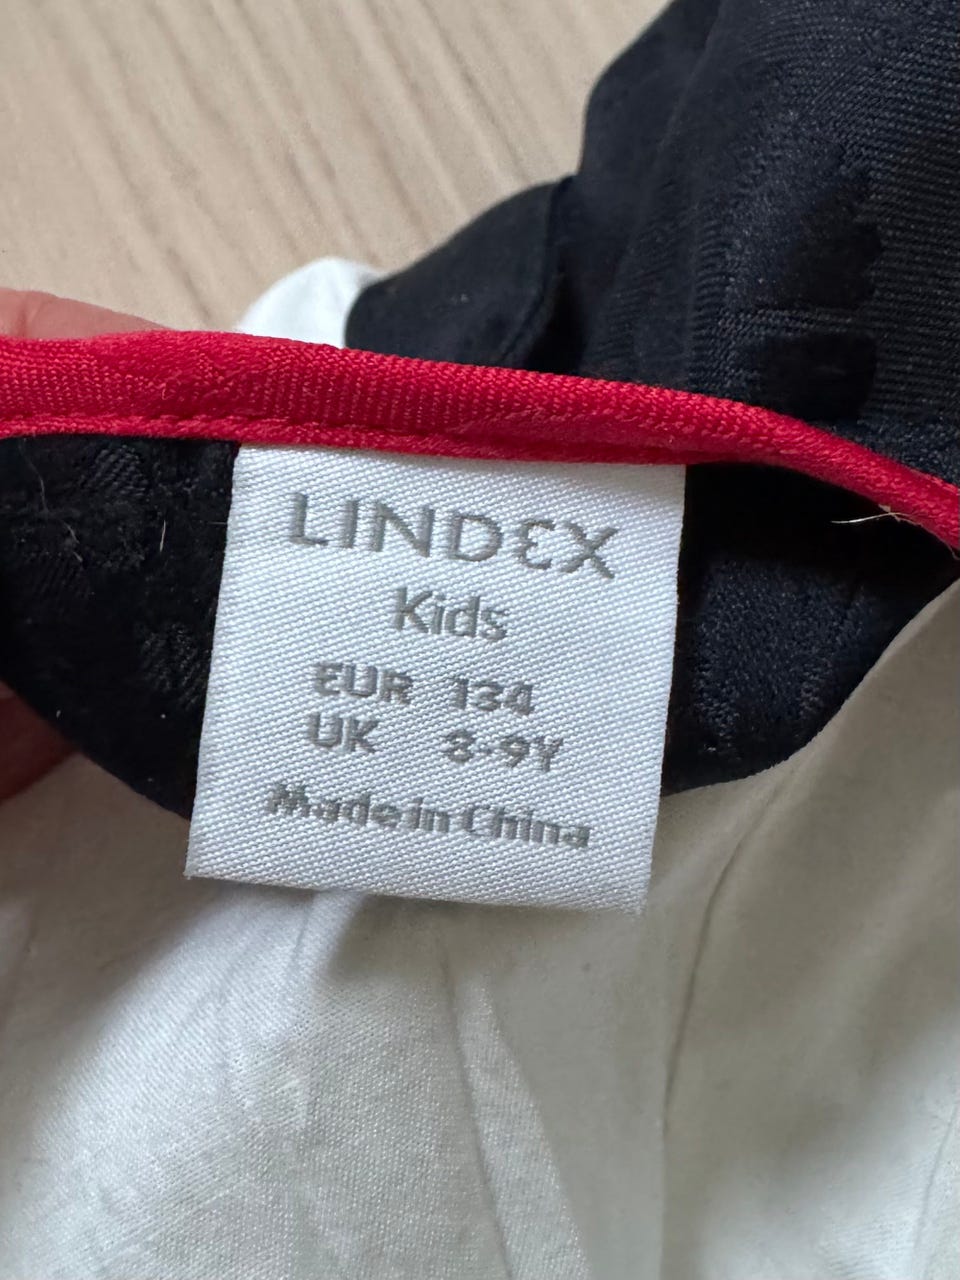 LINDEX
Kids
EUR 134
UK 8-9Y
Made in China